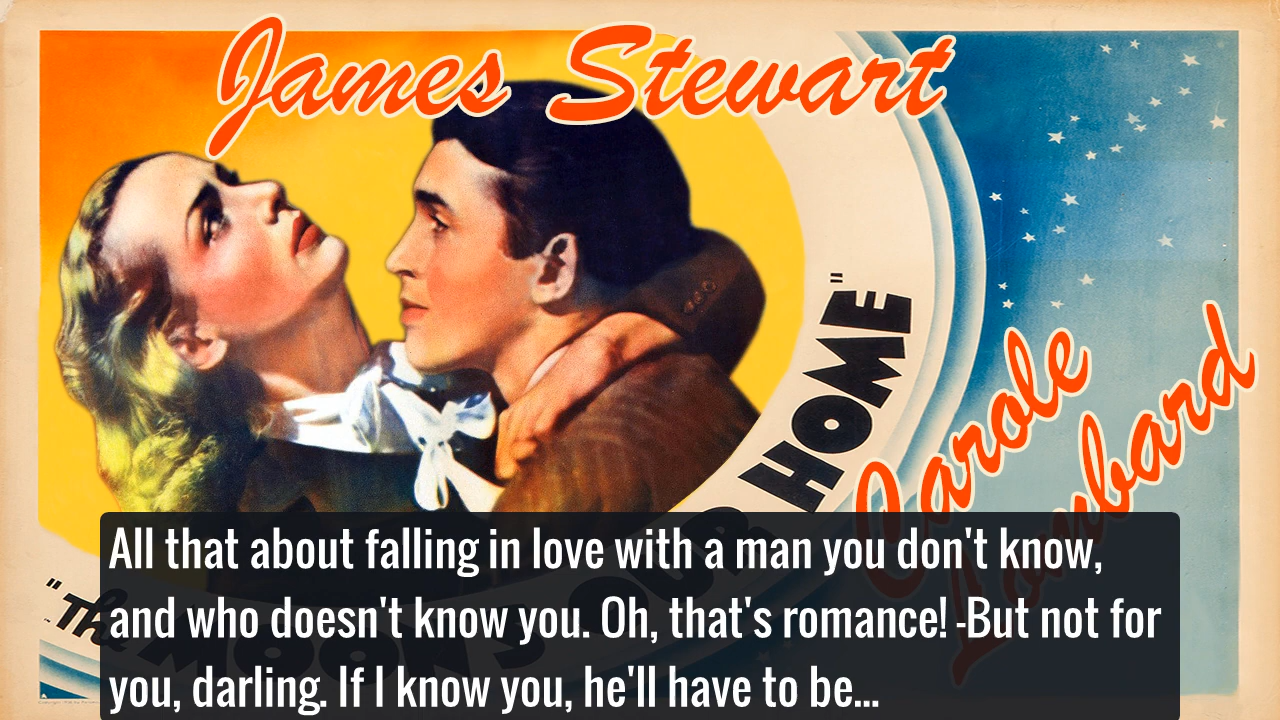 James Stewart
HOME"
Carole
Lombard
"Th
All that about falling in love with a man you don't know,
and who doesn't know you. Oh, that's romance! -But not for
you, darling. If I know you, he'll have to be...